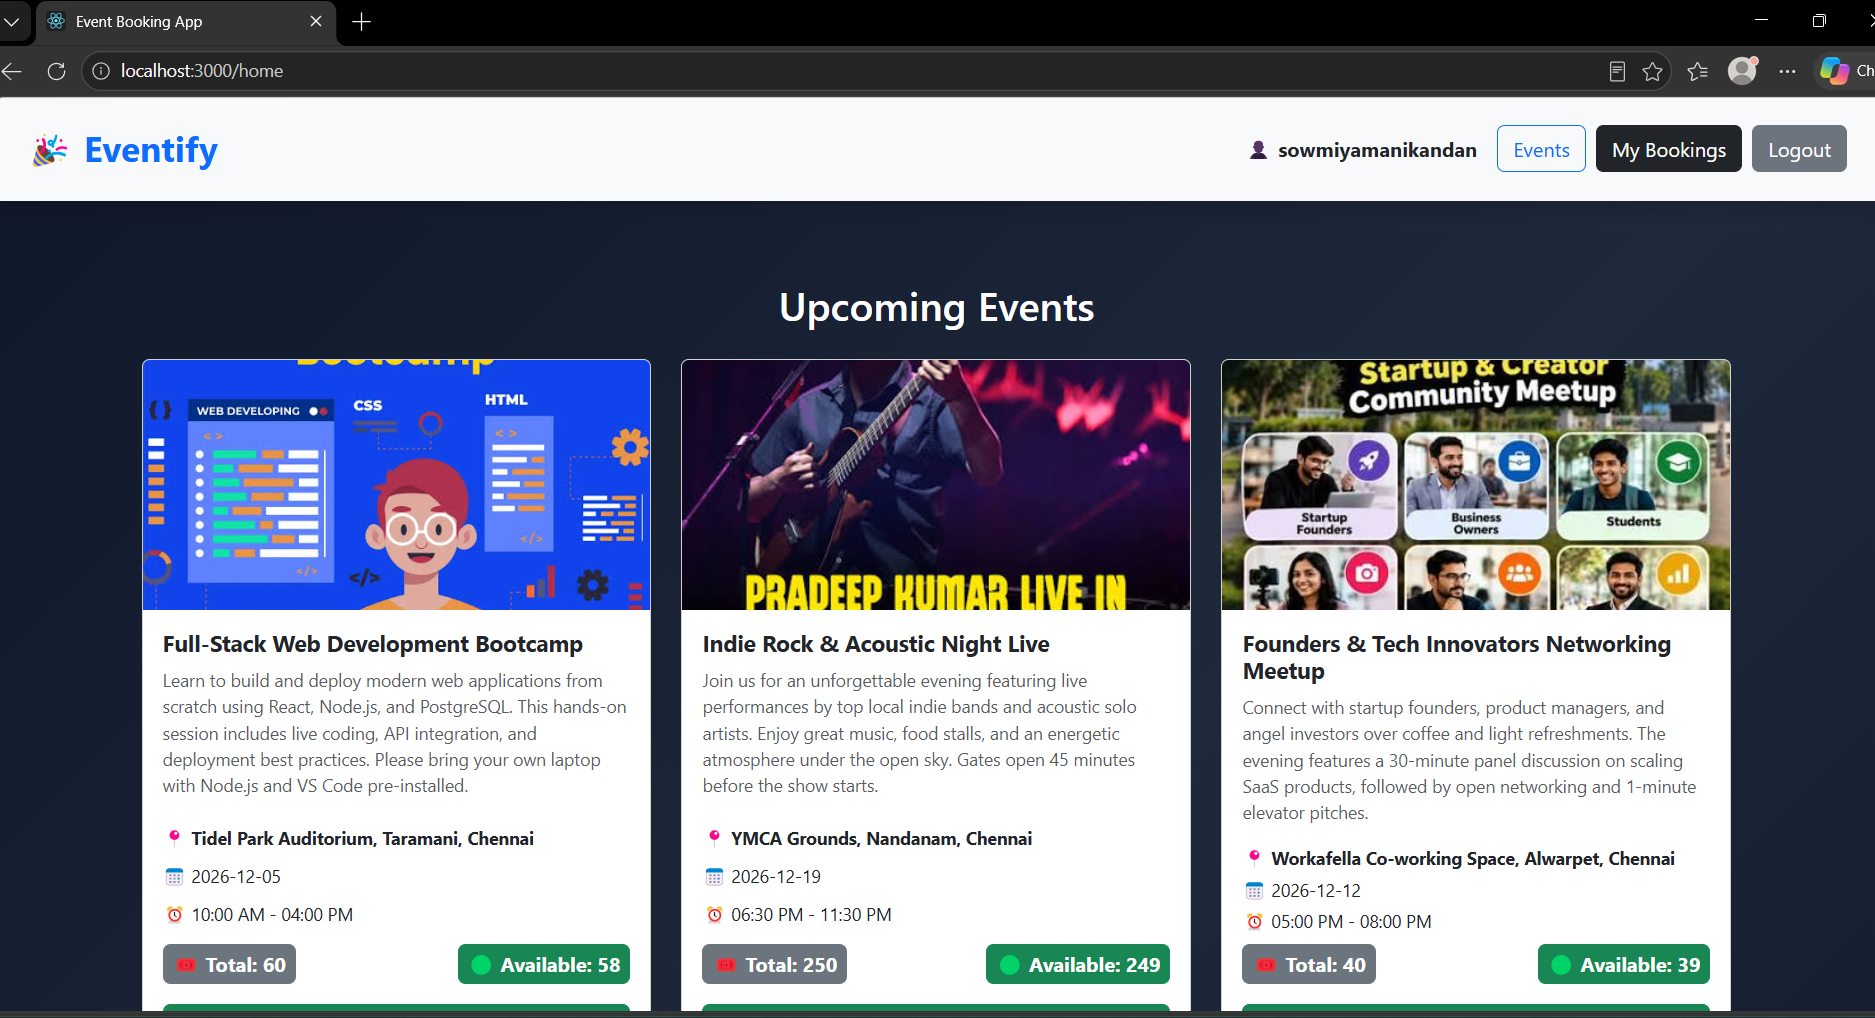 Event Booking App
localhost:3000/home
Ch
Eventify
sowmiyamanikandan
Events
My Bookings
Logout
Upcoming Events
Bootcamp
WEB DEVELOPING
CSS
HTML
Full-Stack Web Development Bootcamp
Learn to build and deploy modern web applications from
scratch using React, Node.js, and PostgreSQL. This hands-on
session includes live coding, API integration, and
deployment best practices. Please bring your own laptop
with Node.js and VS Code pre-installed.
Tidel Park Auditorium, Taramani, Chennai
2026-12-05
10:00 AM - 04:00 PM
Total: 60
Available: 58
PRADEEP KUMAR LIVE IN
Indie Rock & Acoustic Night Live
Join us for an unforgettable evening featuring live
performances by top local indie bands and acoustic solo
artists. Enjoy great music, food stalls, and an energetic
atmosphere under the open sky. Gates open 45 minutes
before the show starts.
YMCA Grounds, Nandanam, Chennai
2026-12-19
06:30 PM - 11:30 PM
Total: 250
Available: 249
Startup & Creator
Community Meetup
Startup
Founders
Business
Owners
Students
Founders & Tech Innovators Networking
Meetup
Connect with startup founders, product managers, and
angel investors over coffee and light refreshments. The
evening features a 30-minute panel discussion on scaling
SaaS products, followed by open networking and 1-minute
elevator pitches.
Workafella Co-working Space, Alwarpet, Chennai
2026-12-12
05:00 PM - 08:00 PM
Total: 40
Available: 39